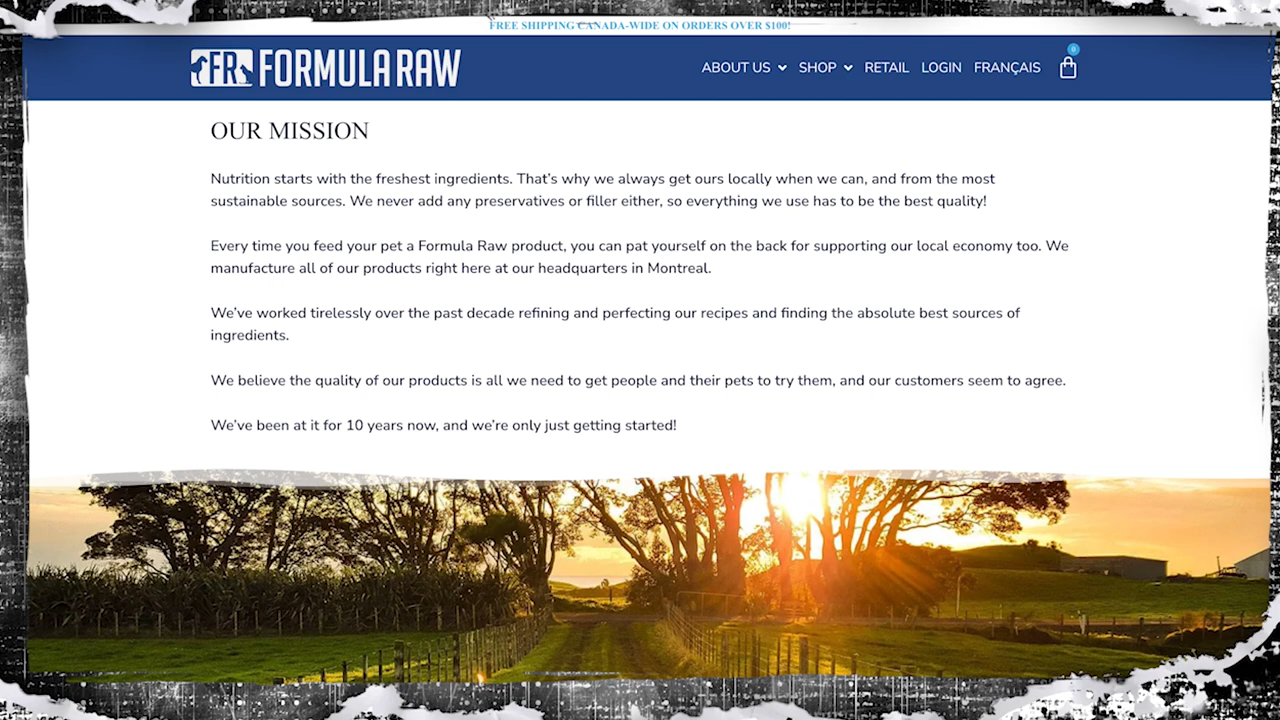 FREE SHIPPING CANADA-WIDE ON ORDERS OVER $100!
FR FORMULA RAW
ABOUT US SHOP RETAIL LOGIN FRANÇAIS 0
OUR MISSION
Nutrition starts with the freshest ingredients. That’s why we always get ours locally when we can, and from the most
sustainable sources. We never add any preservatives or filler either, so everything we use has to be the best quality!
Every time you feed your pet a Formula Raw product, you can pat yourself on the back for supporting our local economy too. We
manufacture all of our products right here at our headquarters in Montreal.
We’ve worked tirelessly over the past decade refining and perfecting our recipes and finding the absolute best sources of
ingredients.
We believe the quality of our products is all we need to get people and their pets to try them, and our customers seem to agree.
We’ve been at it for 10 years now, and we’re only just getting started!